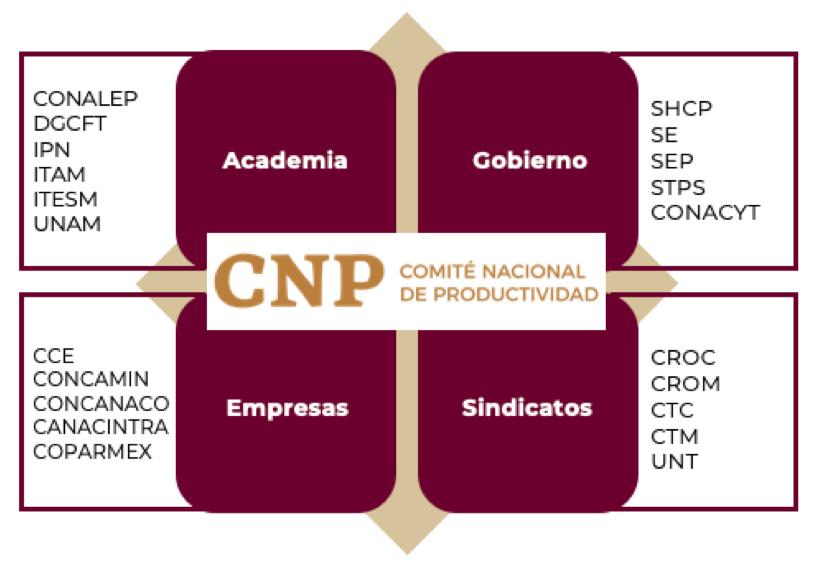 CONALEP
DGCFT
IPN
ITAM
ITESM
UNAM
Academia
Gobierno
SHCP
SE
SEP
STPS
CONACYT
CNP
COMITÉ NACIONAL
DE PRODUCTIVIDAD
CCE
CONCAMIN
CONCANACO
CANACINTRA
COPARMEX
Empresas
Sindicatos
CROC
CROM
CTC
CTM
UNT